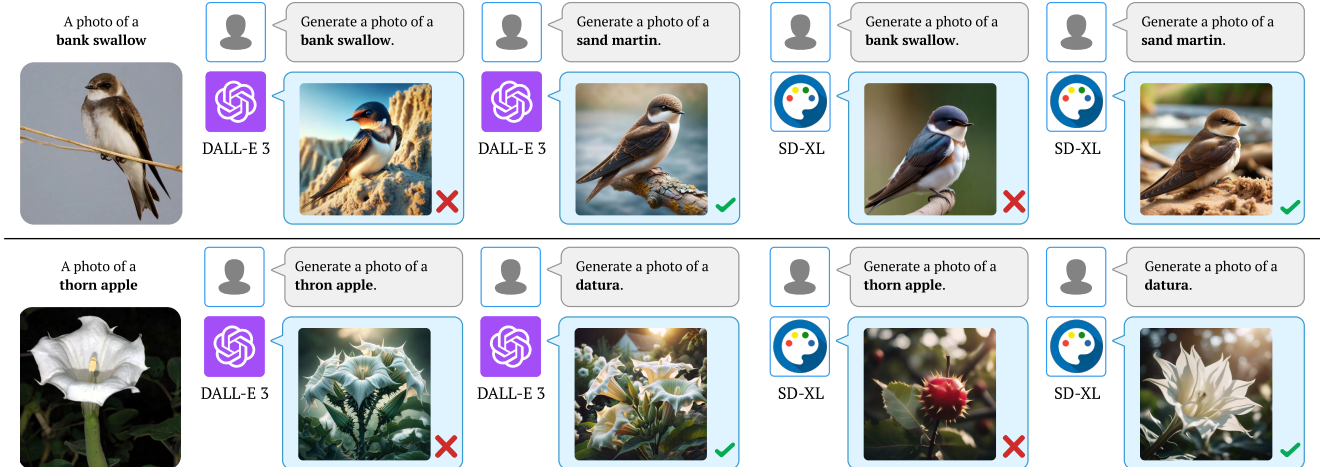 A photo of a
bank swallow
Generate a photo of a
bank swallow.
Generate a photo of a
sand martin.
Generate a photo of a
bank swallow.
Generate a photo of a
sand martin.
DALL-E 3
DALL-E 3
SD-XL
SD-XL
A photo of a
thorn apple
Generate a photo of a
thron apple.
Generate a photo of a
datura.
Generate a photo of a
thorn apple.
Generate a photo of a
datura.
DALL-E 3
DALL-E 3
SD-XL
SD-XL